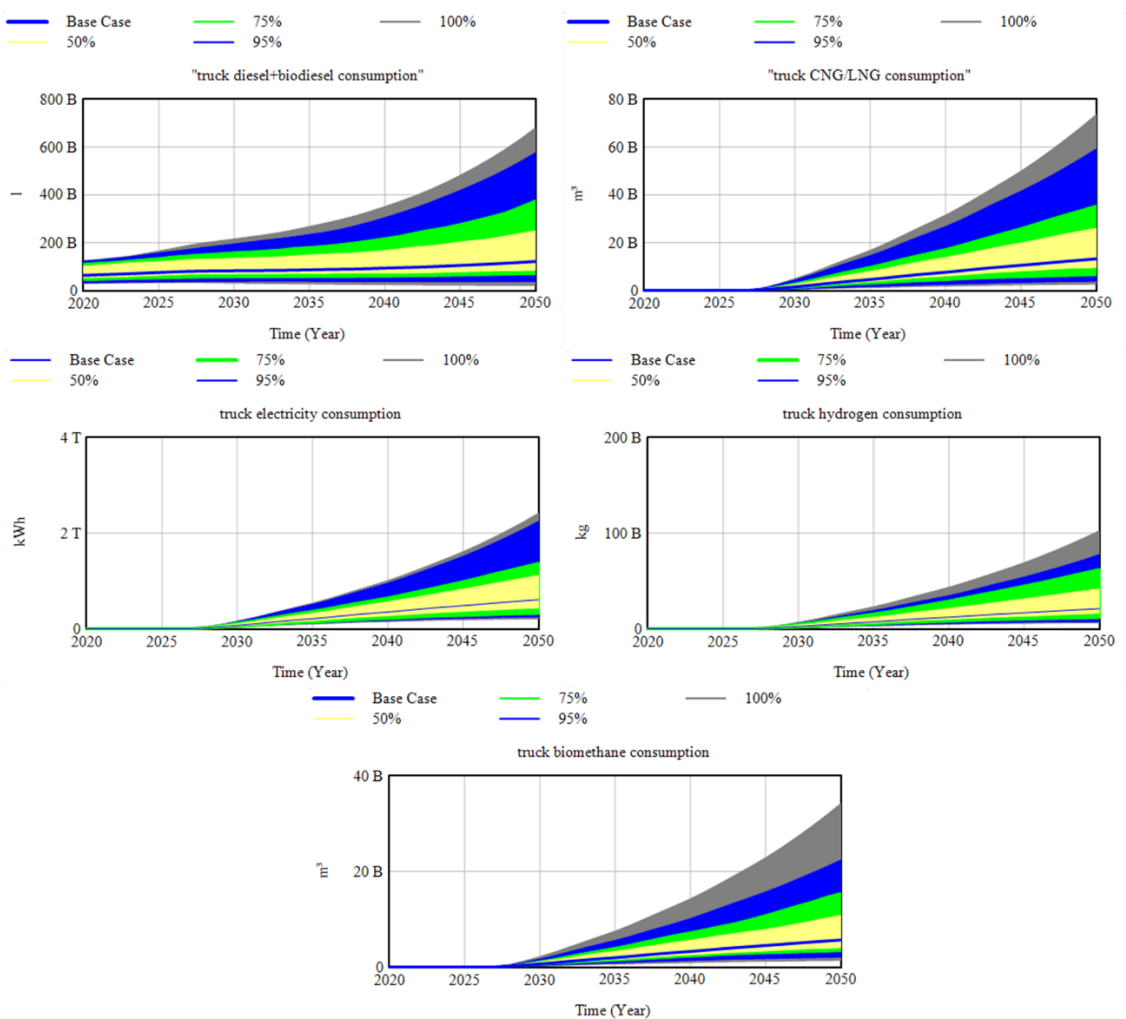 Base Case 75% 100%
50% 95%
"truck diesel+biodiesel consumption"
800 B
600 B
400 B
200 B
0
l
2020 2025 2030 2035 2040 2045 2050
Time (Year)
Base Case 75% 100%
50% 95%
"truck CNG/LNG consumption"
80 B
60 B
40 B
20 B
0
m³
2020 2025 2030 2035 2040 2045 2050
Time (Year)
Base Case 75% 100%
50% 95%
truck electricity consumption
4 T
2 T
0
kWh
2020 2025 2030 2035 2040 2045 2050
Time (Year)
Base Case 75% 100%
50% 95%
truck hydrogen consumption
200 B
100 B
0
kg
2020 2025 2030 2035 2040 2045 2050
Time (Year)
Base Case 75% 100%
50% 95%
truck biomethane consumption
40 B
20 B
0
m³
2020 2025 2030 2035 2040 2045 2050
Time (Year)